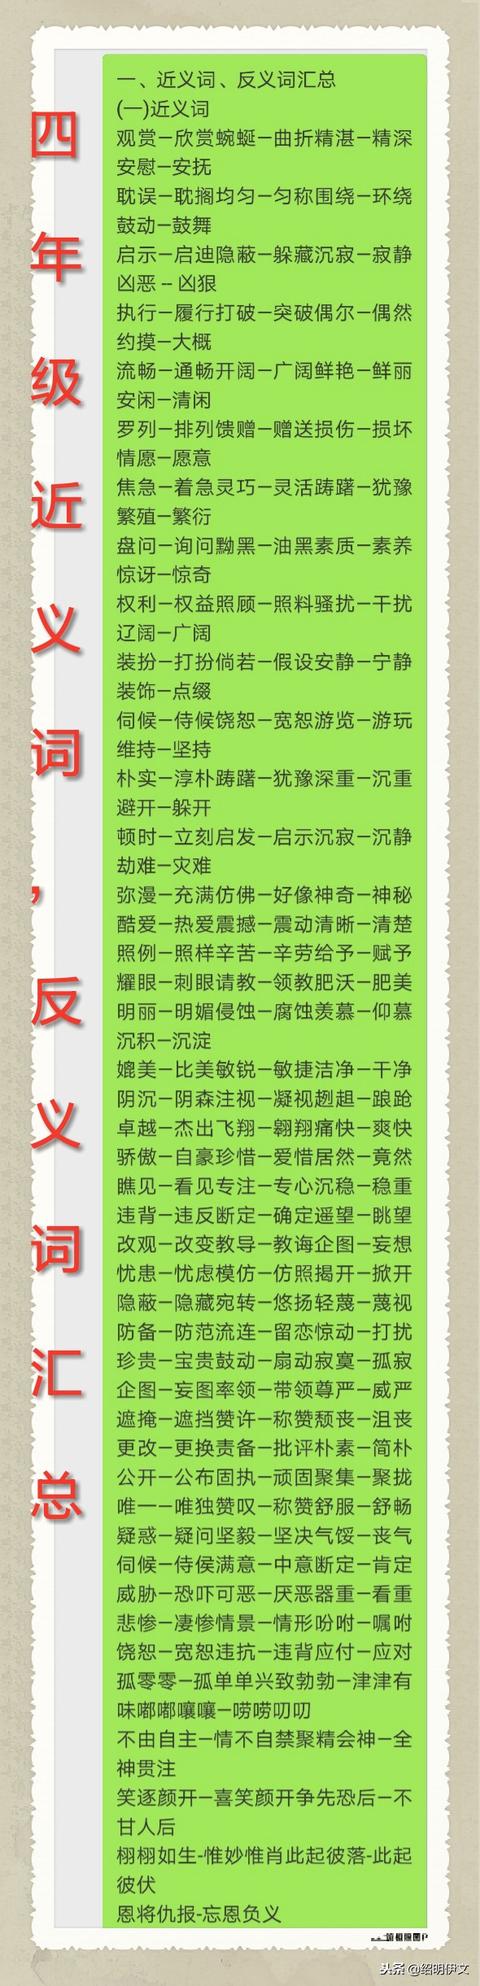 四年级近义词，反义词汇总
一、近义词、反义词汇总
(一)近义词
观赏—欣赏蜿蜒—曲折精湛—精深
安慰—安抚
耽误—耽搁均匀—匀称围绕—环绕
鼓动—鼓舞
启示—启迪隐蔽—躲藏沉寂—寂静
凶恶－凶狠
执行—履行打破—突破偶尔—偶然
约摸—大概
流畅—通畅开阔—广阔鲜艳—鲜丽
安闲—清闲
罗列—排列馈赠—赠送损伤—损坏
情愿—愿意
焦急—着急灵巧—灵活踌躇—犹豫
繁殖—繁衍
盘问—询问黝黑—油黑素质—素养
惊讶—惊奇
权利—权益照顾—照料骚扰—干扰
辽阔—广阔
装扮—打扮倘若—假设安静—宁静
装饰—点缀
伺候—侍候饶恕—宽恕游览—游玩
维持—坚持
朴实—淳朴踌躇—犹豫深重—沉重
避开—躲开
顿时—立刻启发—启示沉寂—沉静
劫难—灾难
弥漫—充满仿佛—好像神奇—神秘
酷爱—热爱震撼—震动清晰—清楚
照例—照样辛苦—辛劳给予—赋予
耀眼—刺眼请教—领教肥沃—肥美
明丽—明媚侵蚀—腐蚀羡慕—仰慕
沉积—沉淀
媲美—比美敏锐—敏捷洁净—干净
阴沉—阴森注视—凝视趔趄—踉跄
卓越—杰出飞翔—翱翔痛快—爽快
骄傲—自豪珍惜—爱惜居然—竟然
瞧见—看见专注—专心沉稳—稳重
违背—违反断定—确定遥望—眺望
改观—改变教导—教诲企图—妄想
忧患—忧虑模仿—仿照揭开—掀开
隐蔽—隐藏宛转—悠扬轻蔑—蔑视
防备—防范流连—留恋惊动—打扰
珍贵—宝贵鼓动—扇动寂寞—孤寂
企图—妄图率领—带领尊严—威严
遮掩—遮挡赞许—称赞颓丧—沮丧
更改—更换责备—批评朴素—简朴
公开—公布固执—顽固聚集—聚拢
唯一—唯独赞叹—称赞舒服—舒畅
疑惑—疑问坚毅—坚决气馁—丧气
伺候—侍侯满意—中意断定—肯定
威胁—恐吓可恶—厌恶器重—看重
悲惨—凄惨情景—情形吩咐—嘱咐
饶恕—宽恕违抗—违背应付—应对
孤零零—孤单单兴致勃勃—津津有
味嘟嘟囔囔—唠唠叨叨
不由自主—情不自禁聚精会神—全
神贯注
笑逐颜开—喜笑颜开争先恐后—不
甘人后
栩栩如生-惟妙惟肖此起彼落-此起
彼伏
恩将仇报-忘恩负义
头条 @绍明伊文